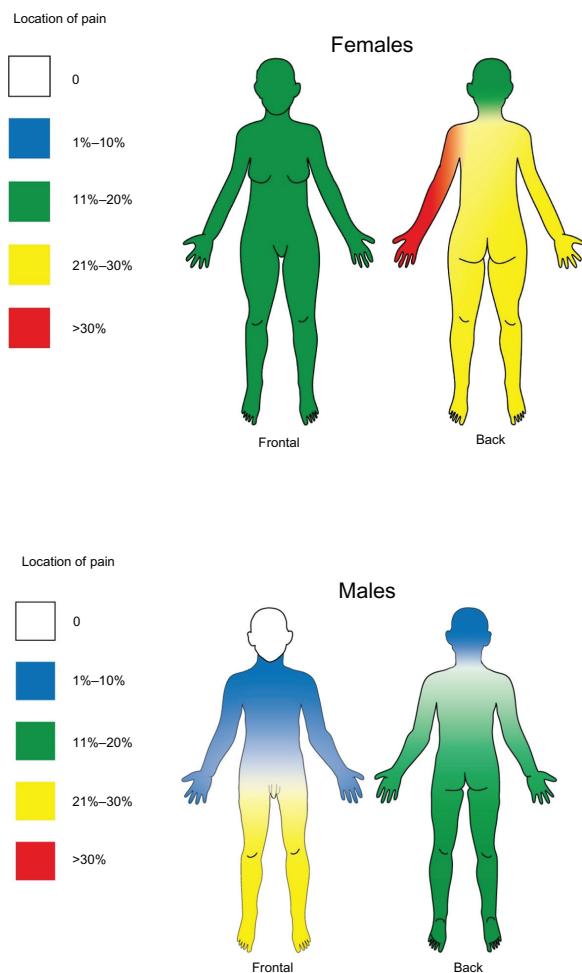 Location of pain
Females
0
1%–10%
11%–20%
21%–30%
>30%
Frontal
Back
Location of pain
Males
0
1%–10%
11%–20%
21%–30%
>30%
Frontal
Back